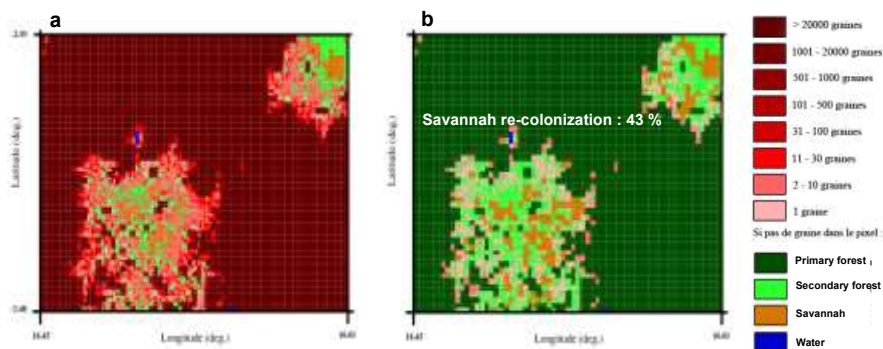 a
b
Savannah re-colonization : 43 %
Latitude (deg.)
Longitude (deg.)
Latitude (deg.)
Longitude (deg.)
> 20000 graines
1001 - 20000 graines
501 - 1000 graines
101 - 500 graines
31 - 100 graines
11 - 30 graines
2 - 10 graines
1 graine
Si pas de graine dans le pixel :
Primary forest
Secondary forest
Savannah
Water